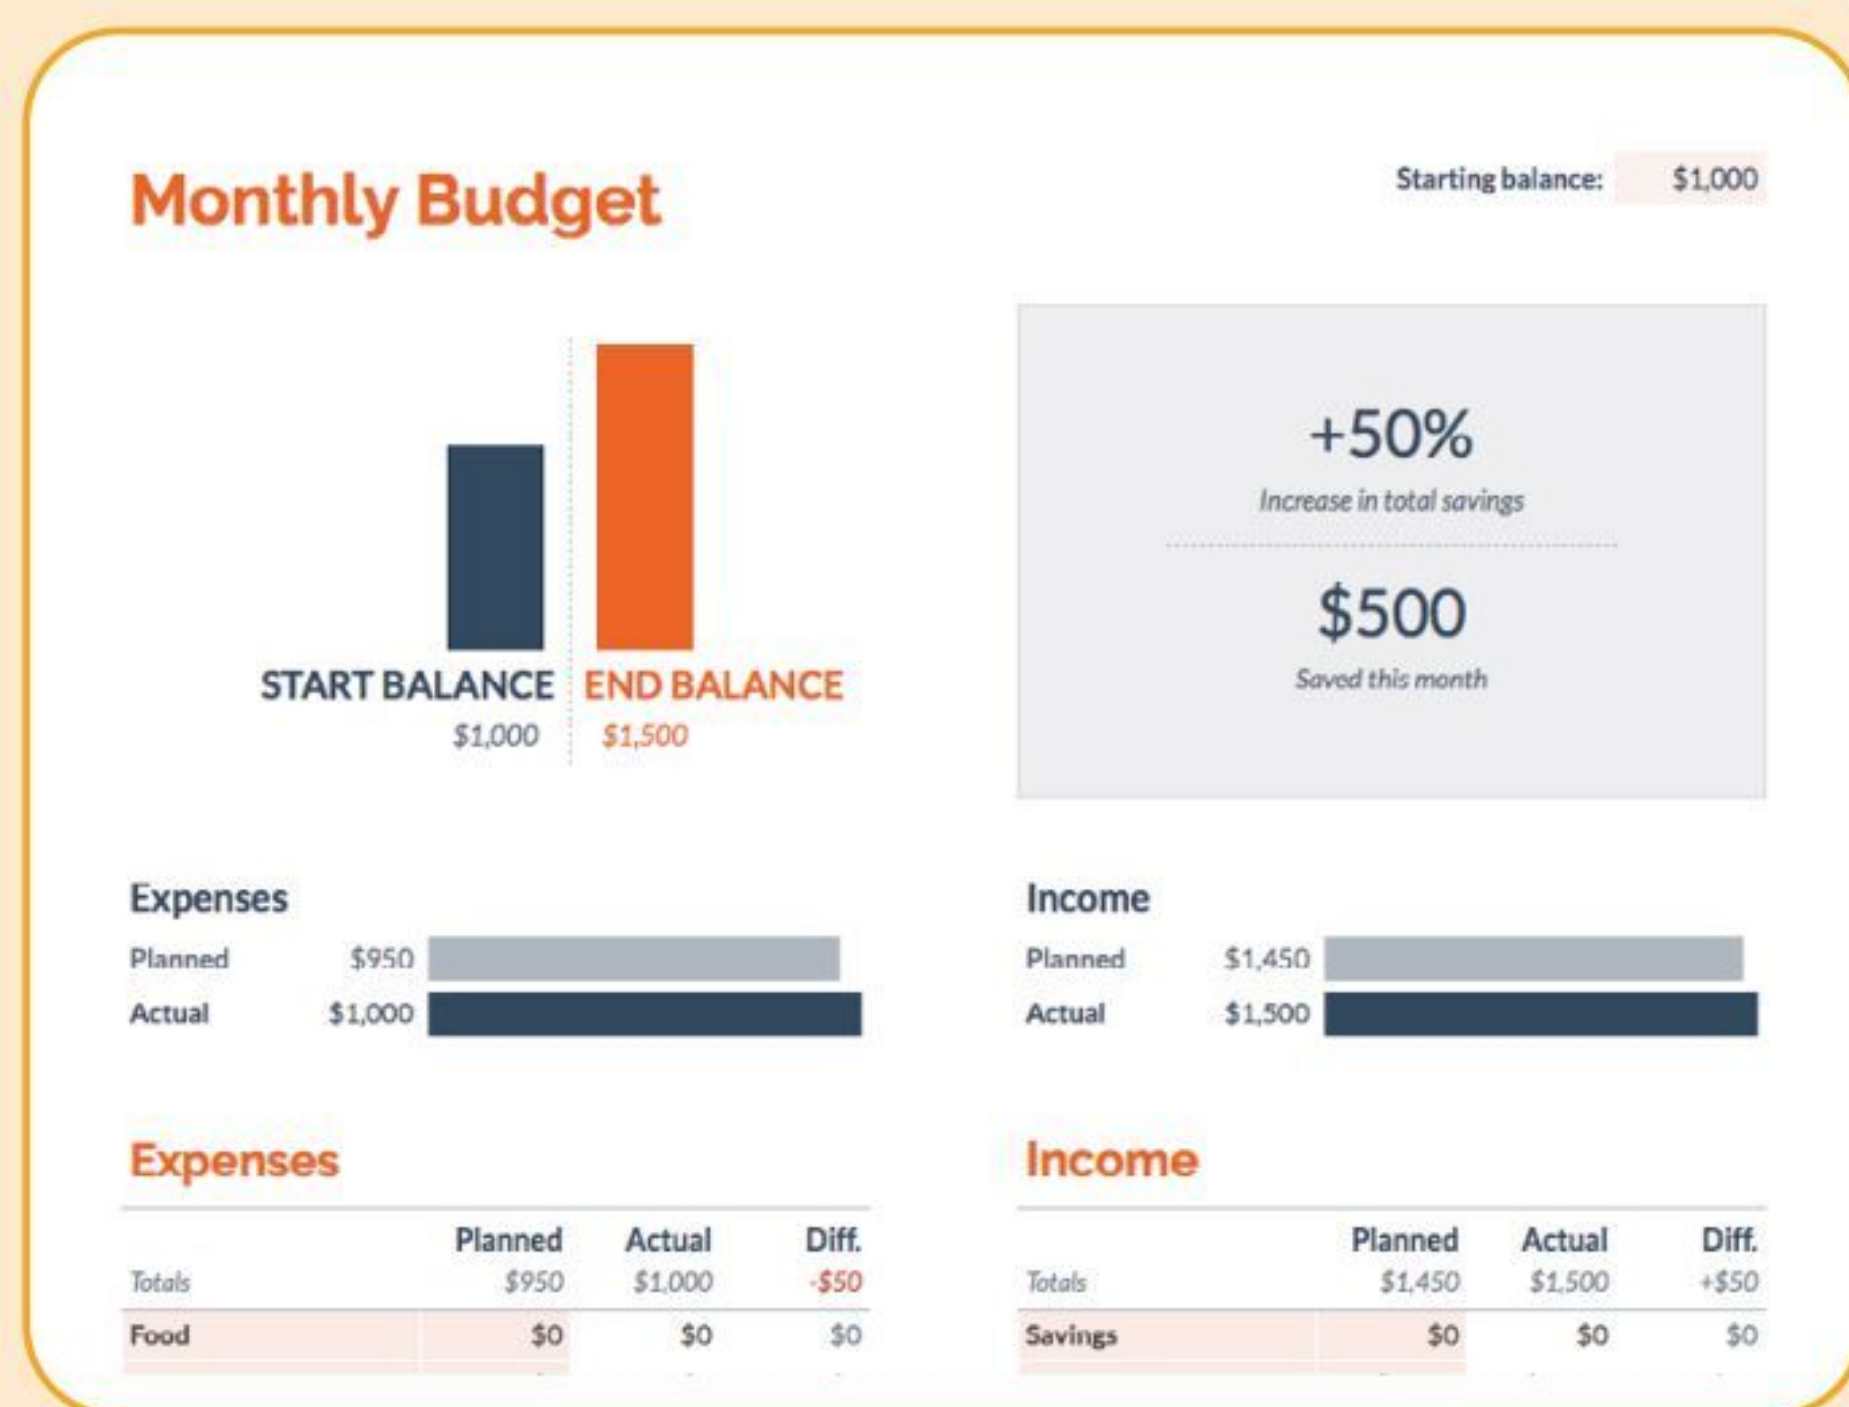 Monthly Budget
Starting balance: $1,000
START BALANCE END BALANCE
$1,000 $1,500
+50%
Increase in total savings
$500
Saved this month
Expenses
Planned $950
Actual $1,000
Income
Planned $1,450
Actual $1,500
Expenses
Planned Actual Diff.
Totals $950 $1,000 -$50
Food $0 $0 $0
Income
Planned Actual Diff.
Totals $1,450 $1,500 +$50
Savings $0 $0 $0